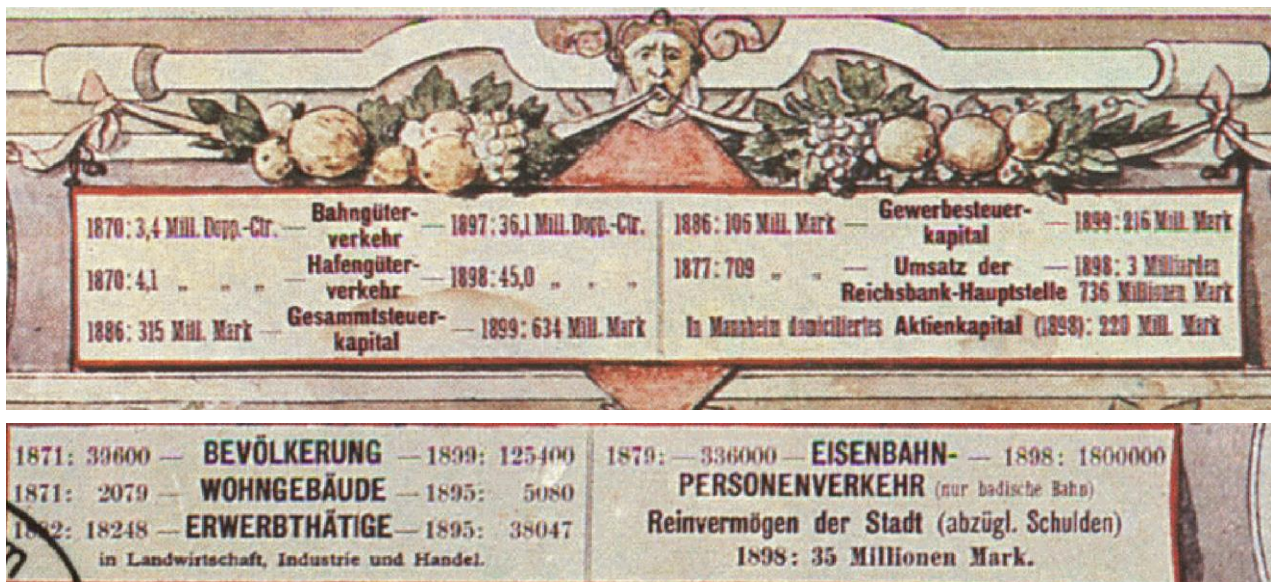 1870: 3,4 Mill. Dopp.-Ctr. — Bahngüter-verkehr — 1897: 36,1 Mill. Dopp.-Ctr.
1870: 4,1 „ „ „ — Hafengüter-verkehr — 1898: 45,0 „ „ „
1886: 315 Mill. Mark — Gesammtsteuer-kapital — 1899: 634 Mill. Mark
1886: 106 Mill. Mark — Gewerbesteuer-kapital — 1899: 216 Mill. Mark
1877: 709 „ „ — Umsatz der — 1898: 3 Milliarden
Reichsbank-Hauptstelle 736 Millionen Mark
In Mannheim domiciliertes Aktienkapital (1898): 220 Mill. Mark
1871: 39600 — BEVÖLKERUNG — 1899: 125400
1871: 2079 — WOHNGEBÄUDE — 1895: 5080
1882: 18248 — ERWERBTHÄTIGE — 1895: 38047
in Landwirtschaft, Industrie und Handel.
1879: — 336000 — EISENBAHN- — 1898: 1800000
PERSONENVERKEHR (nur badische Bahn)
Reinvermögen der Stadt (abzügl. Schulden)
1898: 35 Millionen Mark.